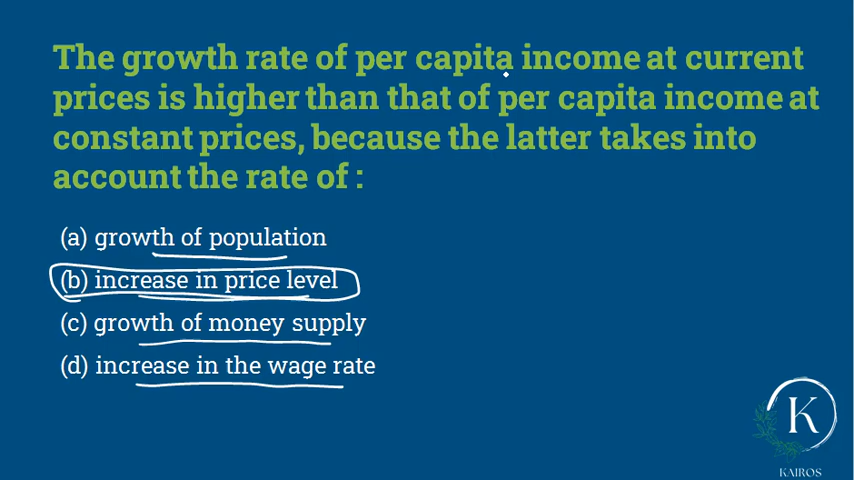 The growth rate of per capita income at current
prices is higher than that of per capita income at
constant prices, because the latter takes into
account the rate of :
(a) growth of population
(b) increase in price level
(c) growth of money supply
(d) increase in the wage rate
K
KAIROS